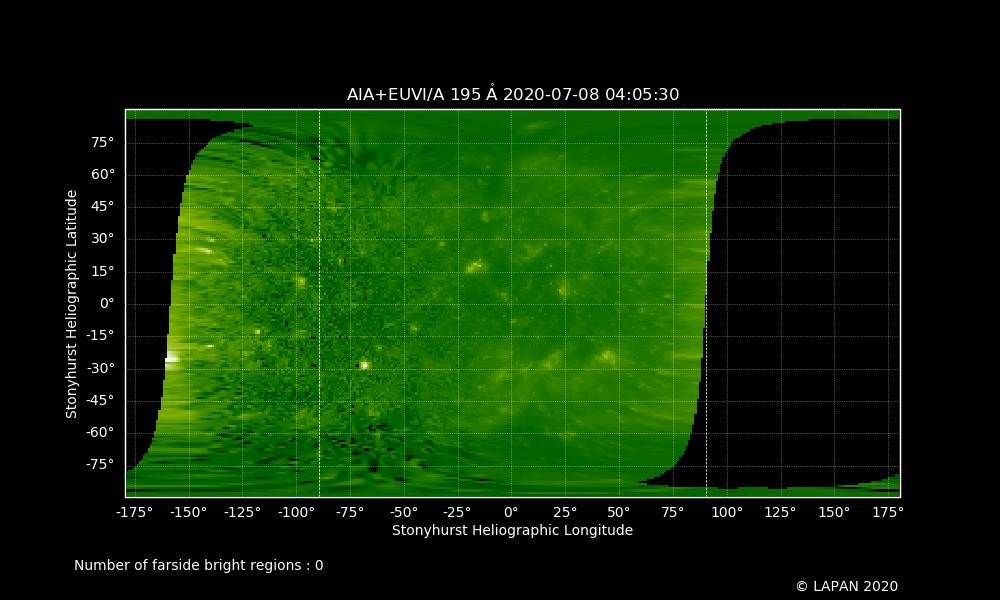 AIA+EUVI/A 195 Å 2020-07-08 04:05:30
Stonyhurst Heliographic Latitude
75°
60°
45°
30°
15°
0°
-15°
-30°
-45°
-60°
-75°
-175° -150° -125° -100° -75° -50° -25° 0° 25° 50° 75° 100° 125° 150° 175°
Stonyhurst Heliographic Longitude
Number of farside bright regions : 0
© LAPAN 2020